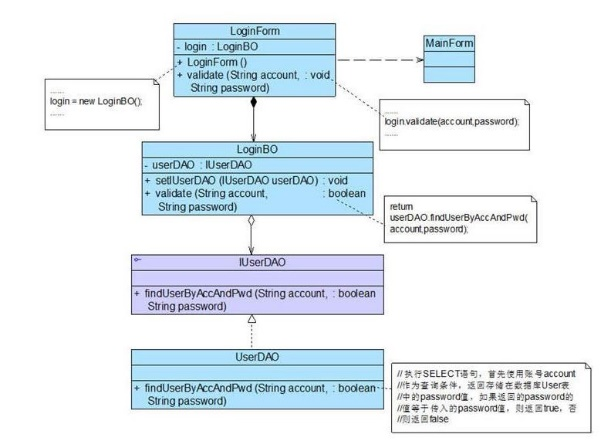 LoginForm
- login : LoginBO
+ LoginForm ()
+ validate (String account, : void
String password)
MainForm
......
login = new LoginBO();
......
......
login.validate(account,password);
......
LoginBO
- userDAO : IUserDAO
+ setIUserDAO (IUserDAO userDAO) : void
+ validate (String account, : boolean
String password)
return
userDAO.findUserByAccAndPwd(
account,password);
IUserDAO
+ findUserByAccAndPwd (String account, : boolean
String password)
UserDAO
+ findUserByAccAndPwd (String account, : boolean
String password)
// 执行SELECT语句，首先使用账号account
//作为查询条件，返回存储在数据库User表
//中的password值，如果返回的password的
//值等于传入的password值，则返回true，否
//则返回false